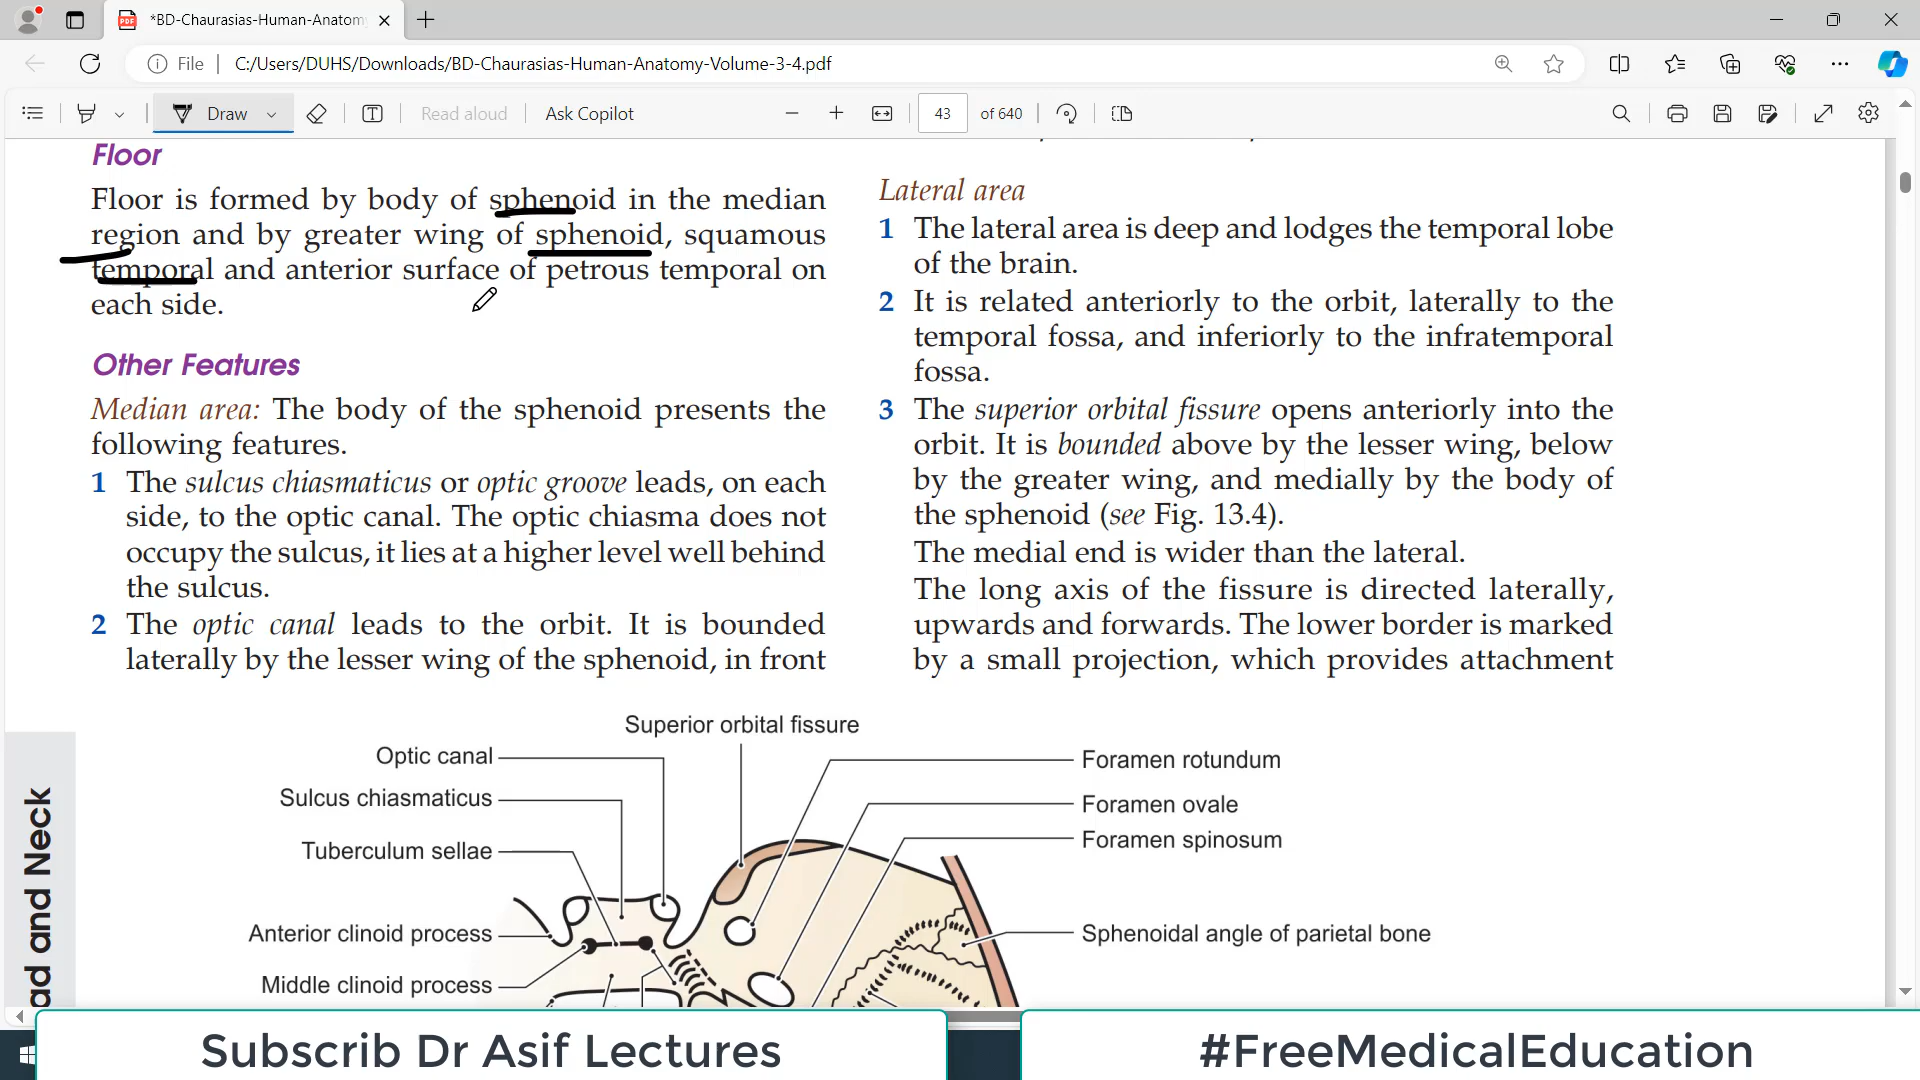 *BD-Chaurasias-Human-Anatom
File
C:/Users/DUHS/Downloads/BD-Chaurasias-Human-Anatomy-Volume-3-4.pdf
Draw
Read aloud
Ask Copilot
43
of 640
Floor
Floor is formed by body of sphenoid in the median
region and by greater wing of sphenoid, squamous
temporal and anterior surface of petrous temporal on
each side.
Other Features
Median area: The body of the sphenoid presents the
following features.
1 The sulcus chiasmaticus or optic groove leads, on each
side, to the optic canal. The optic chiasma does not
occupy the sulcus, it lies at a higher level well behind
the sulcus.
2 The optic canal leads to the orbit. It is bounded
laterally by the lesser wing of the sphenoid, in front
Lateral area
1 The lateral area is deep and lodges the temporal lobe
of the brain.
2 It is related anteriorly to the orbit, laterally to the
temporal fossa, and inferiorly to the infratemporal
fossa.
3 The superior orbital fissure opens anteriorly into the
orbit. It is bounded above by the lesser wing, below
by the greater wing, and medially by the body of
the sphenoid (see Fig. 13.4).
The medial end is wider than the lateral.
The long axis of the fissure is directed laterally,
upwards and forwards. The lower border is marked
by a small projection, which provides attachment
Superior orbital fissure
Optic canal
Sulcus chiasmaticus
Tuberculum sellae
Anterior clinoid process
Middle clinoid process
Foramen rotundum
Foramen ovale
Foramen spinosum
Sphenoidal angle of parietal bone
ad and Neck
Subscrib Dr Asif Lectures
#FreeMedicalEducation